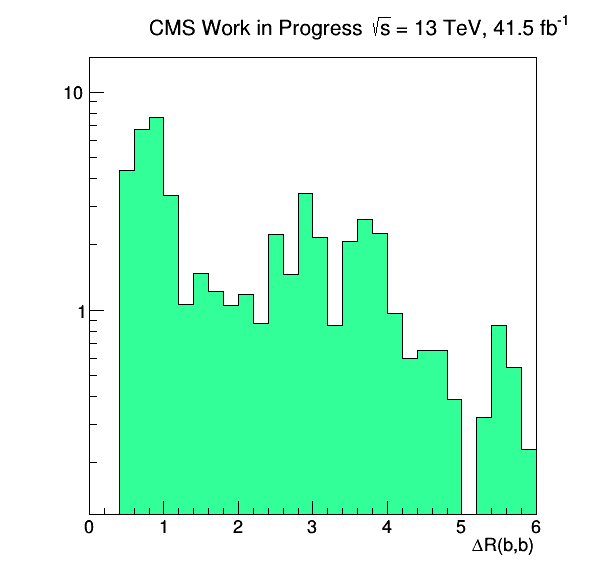 CMS Work in Progress √s = 13 TeV, 41.5 fb⁻¹
10
1
0 1 2 3 4 5 6
ΔR(b,b)